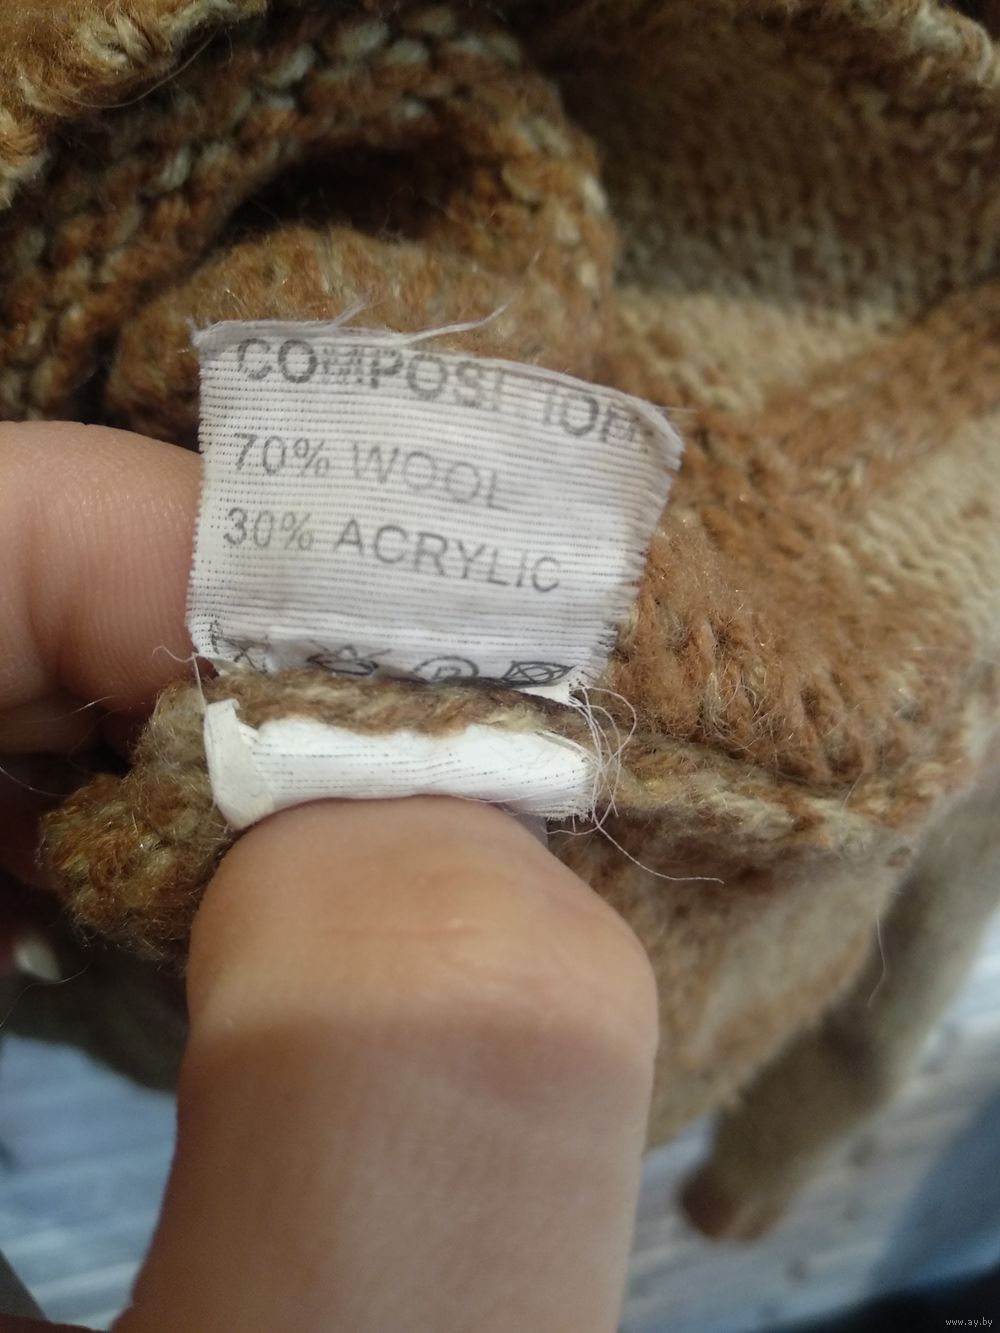 COMPOSITION
70% WOOL
30% ACRYLIC
P
www.ay.by